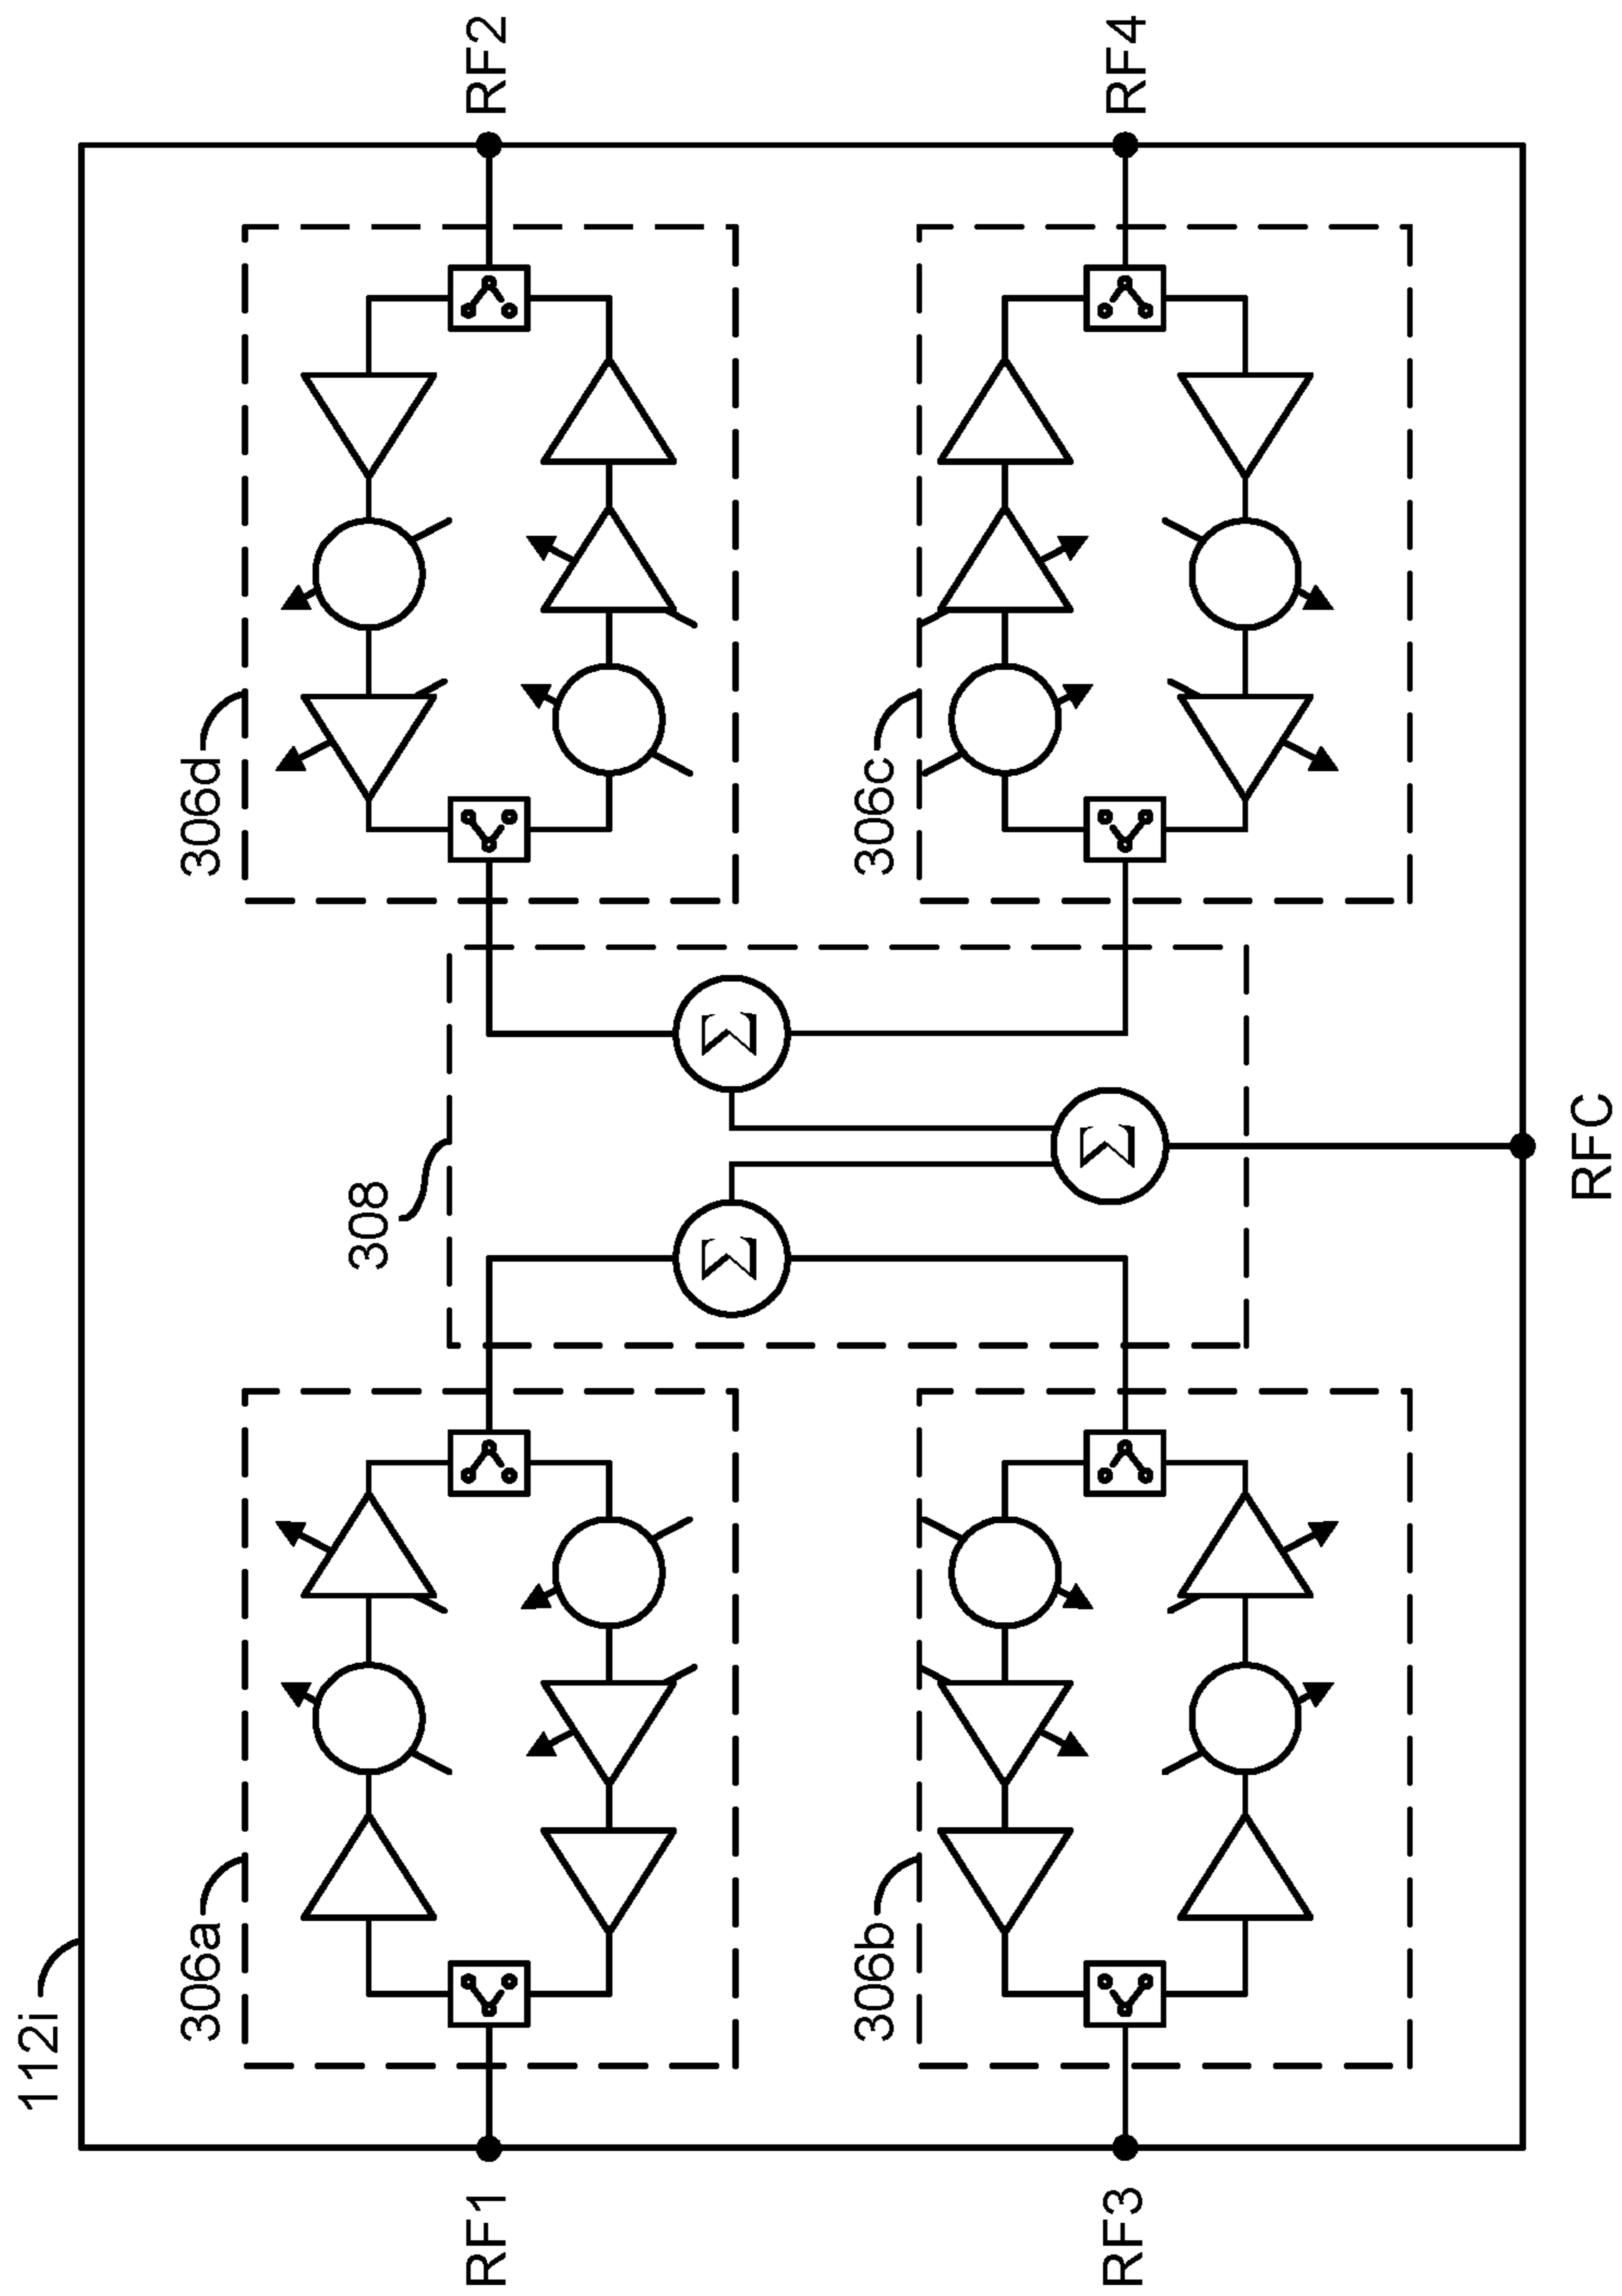 112i
306a
306d
308
RF1
RF2
306b
306c
RF3
RF4
RFC
Σ
Σ
Σ